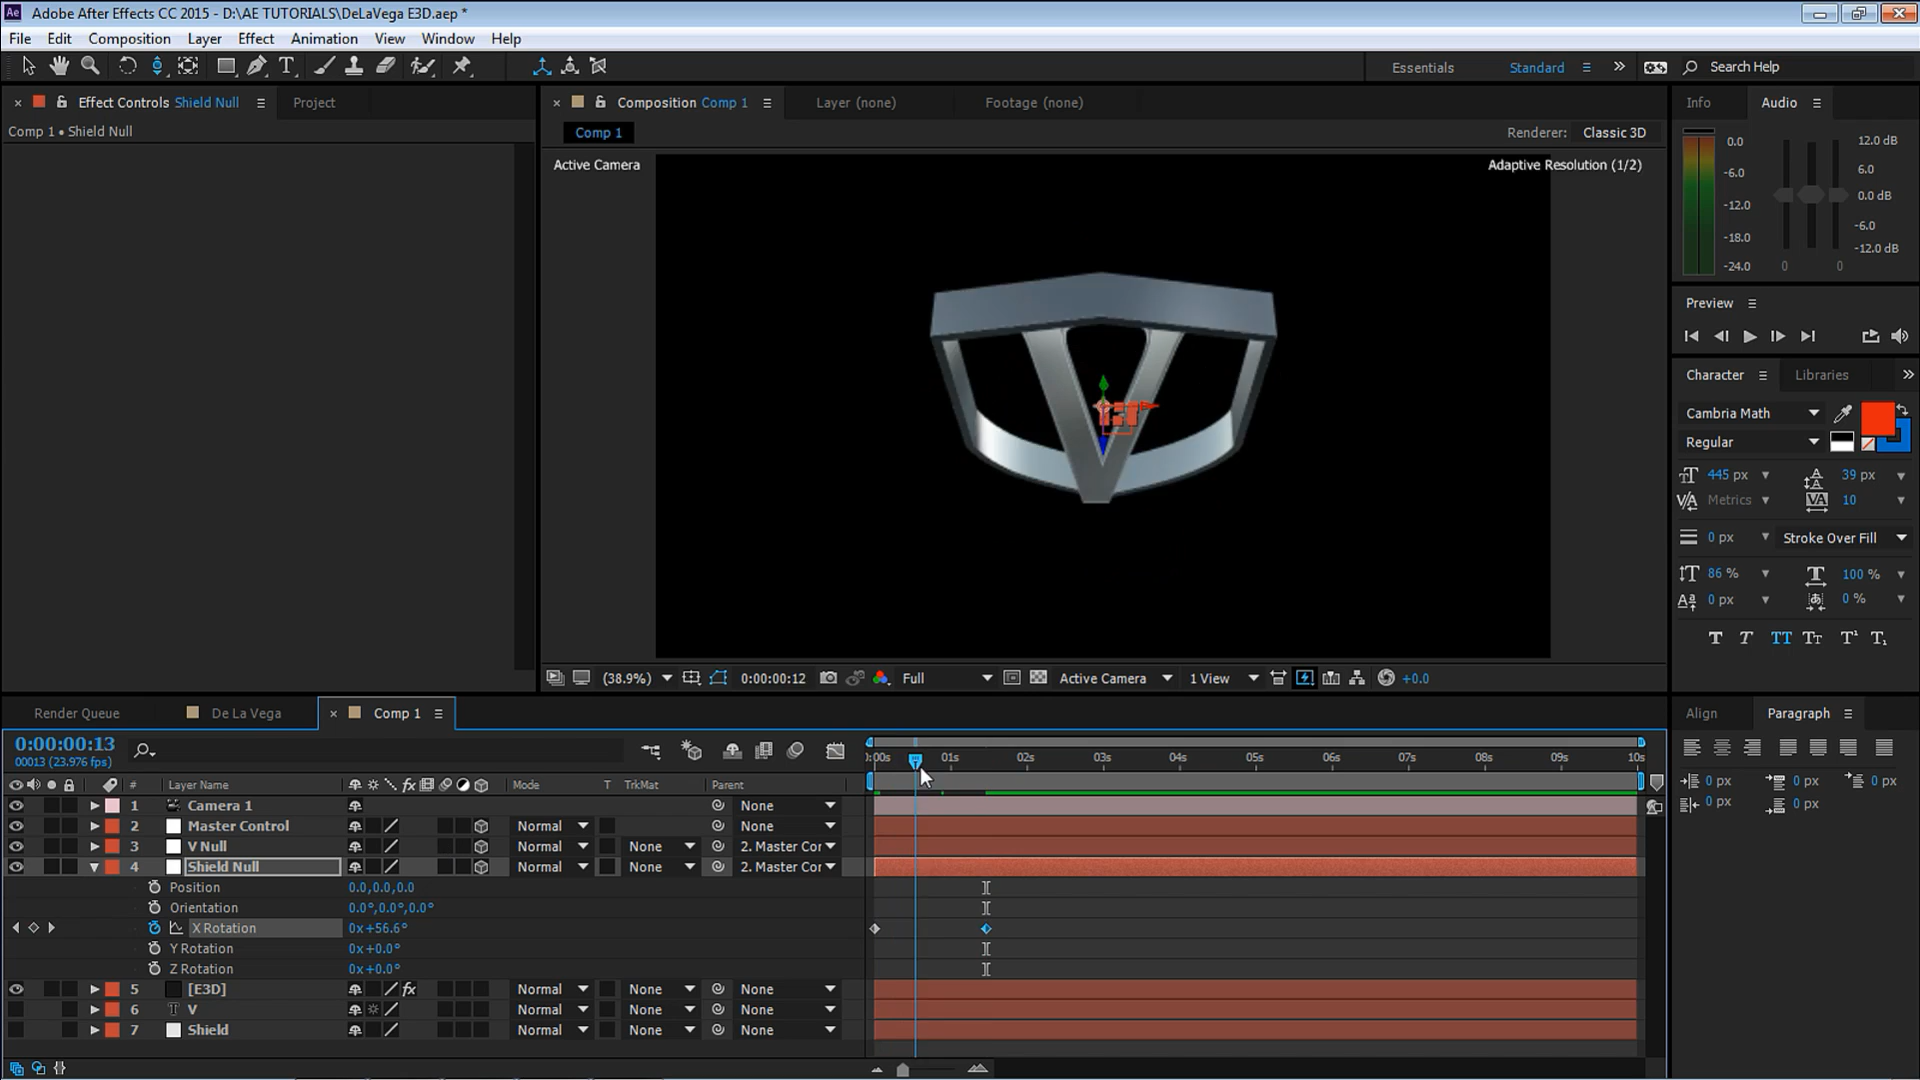 Adobe After Effects CC 2015 - D:\AE TUTORIALS\DeLaVega E3D.aep *
File Edit Composition Layer Effect Animation View Window Help
Essentials Standard Search Help
Effect Controls Shield Null Project
Composition Comp 1 Layer (none) Footage (none)
Info Audio
Comp 1 • Shield Null
Comp 1
Renderer: Classic 3D
Active Camera
Adaptive Resolution (1/2)
0.0 12.0 dB
-6.0 6.0 dB
-12.0 0.0 dB
-18.0 -6.0 dB
-24.0 -12.0 dB
0 0
Preview
Character Libraries
Cambria Math
Regular
445 px 39 px
Metrics 10
0 px Stroke Over Fill
86 % 100 %
0 px 0 %
(38.9%) 0:00:00:12 Full Active Camera 1 View +0.0
Render Queue De La Vega Comp 1
Align Paragraph
0:00:00:13
00013 (23.976 fps)
:00s 01s 02s 03s 04s 05s 06s 07s 08s 09s 10s
# Layer Name Mode T TrkMat Parent
0 px 0 px 0 px
0 px 0 px
1 Camera 1 None
2 Master Control Normal None
3 V Null Normal None 2. Master Cor
4 Shield Null Normal None 2. Master Cor
Position 0.0,0.0,0.0
Orientation 0.0°,0.0°,0.0°
X Rotation 0x+56.6°
Y Rotation 0x+0.0°
Z Rotation 0x+0.0°
5 [E3D] Normal None None
6 V Normal None None
7 Shield Normal None None